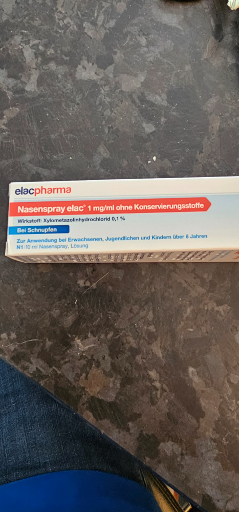 elacpharma
Nasenspray elac® 1 mg/ml ohne Konservierungsstoffe
Wirkstoff: Xylometazolinhydrochlorid 0,1 %
Bei Schnupfen
Zur Anwendung bei Erwachsenen, Jugendlichen und Kindern über 6 Jahren
N1 10 ml Nasenspray, Lösung